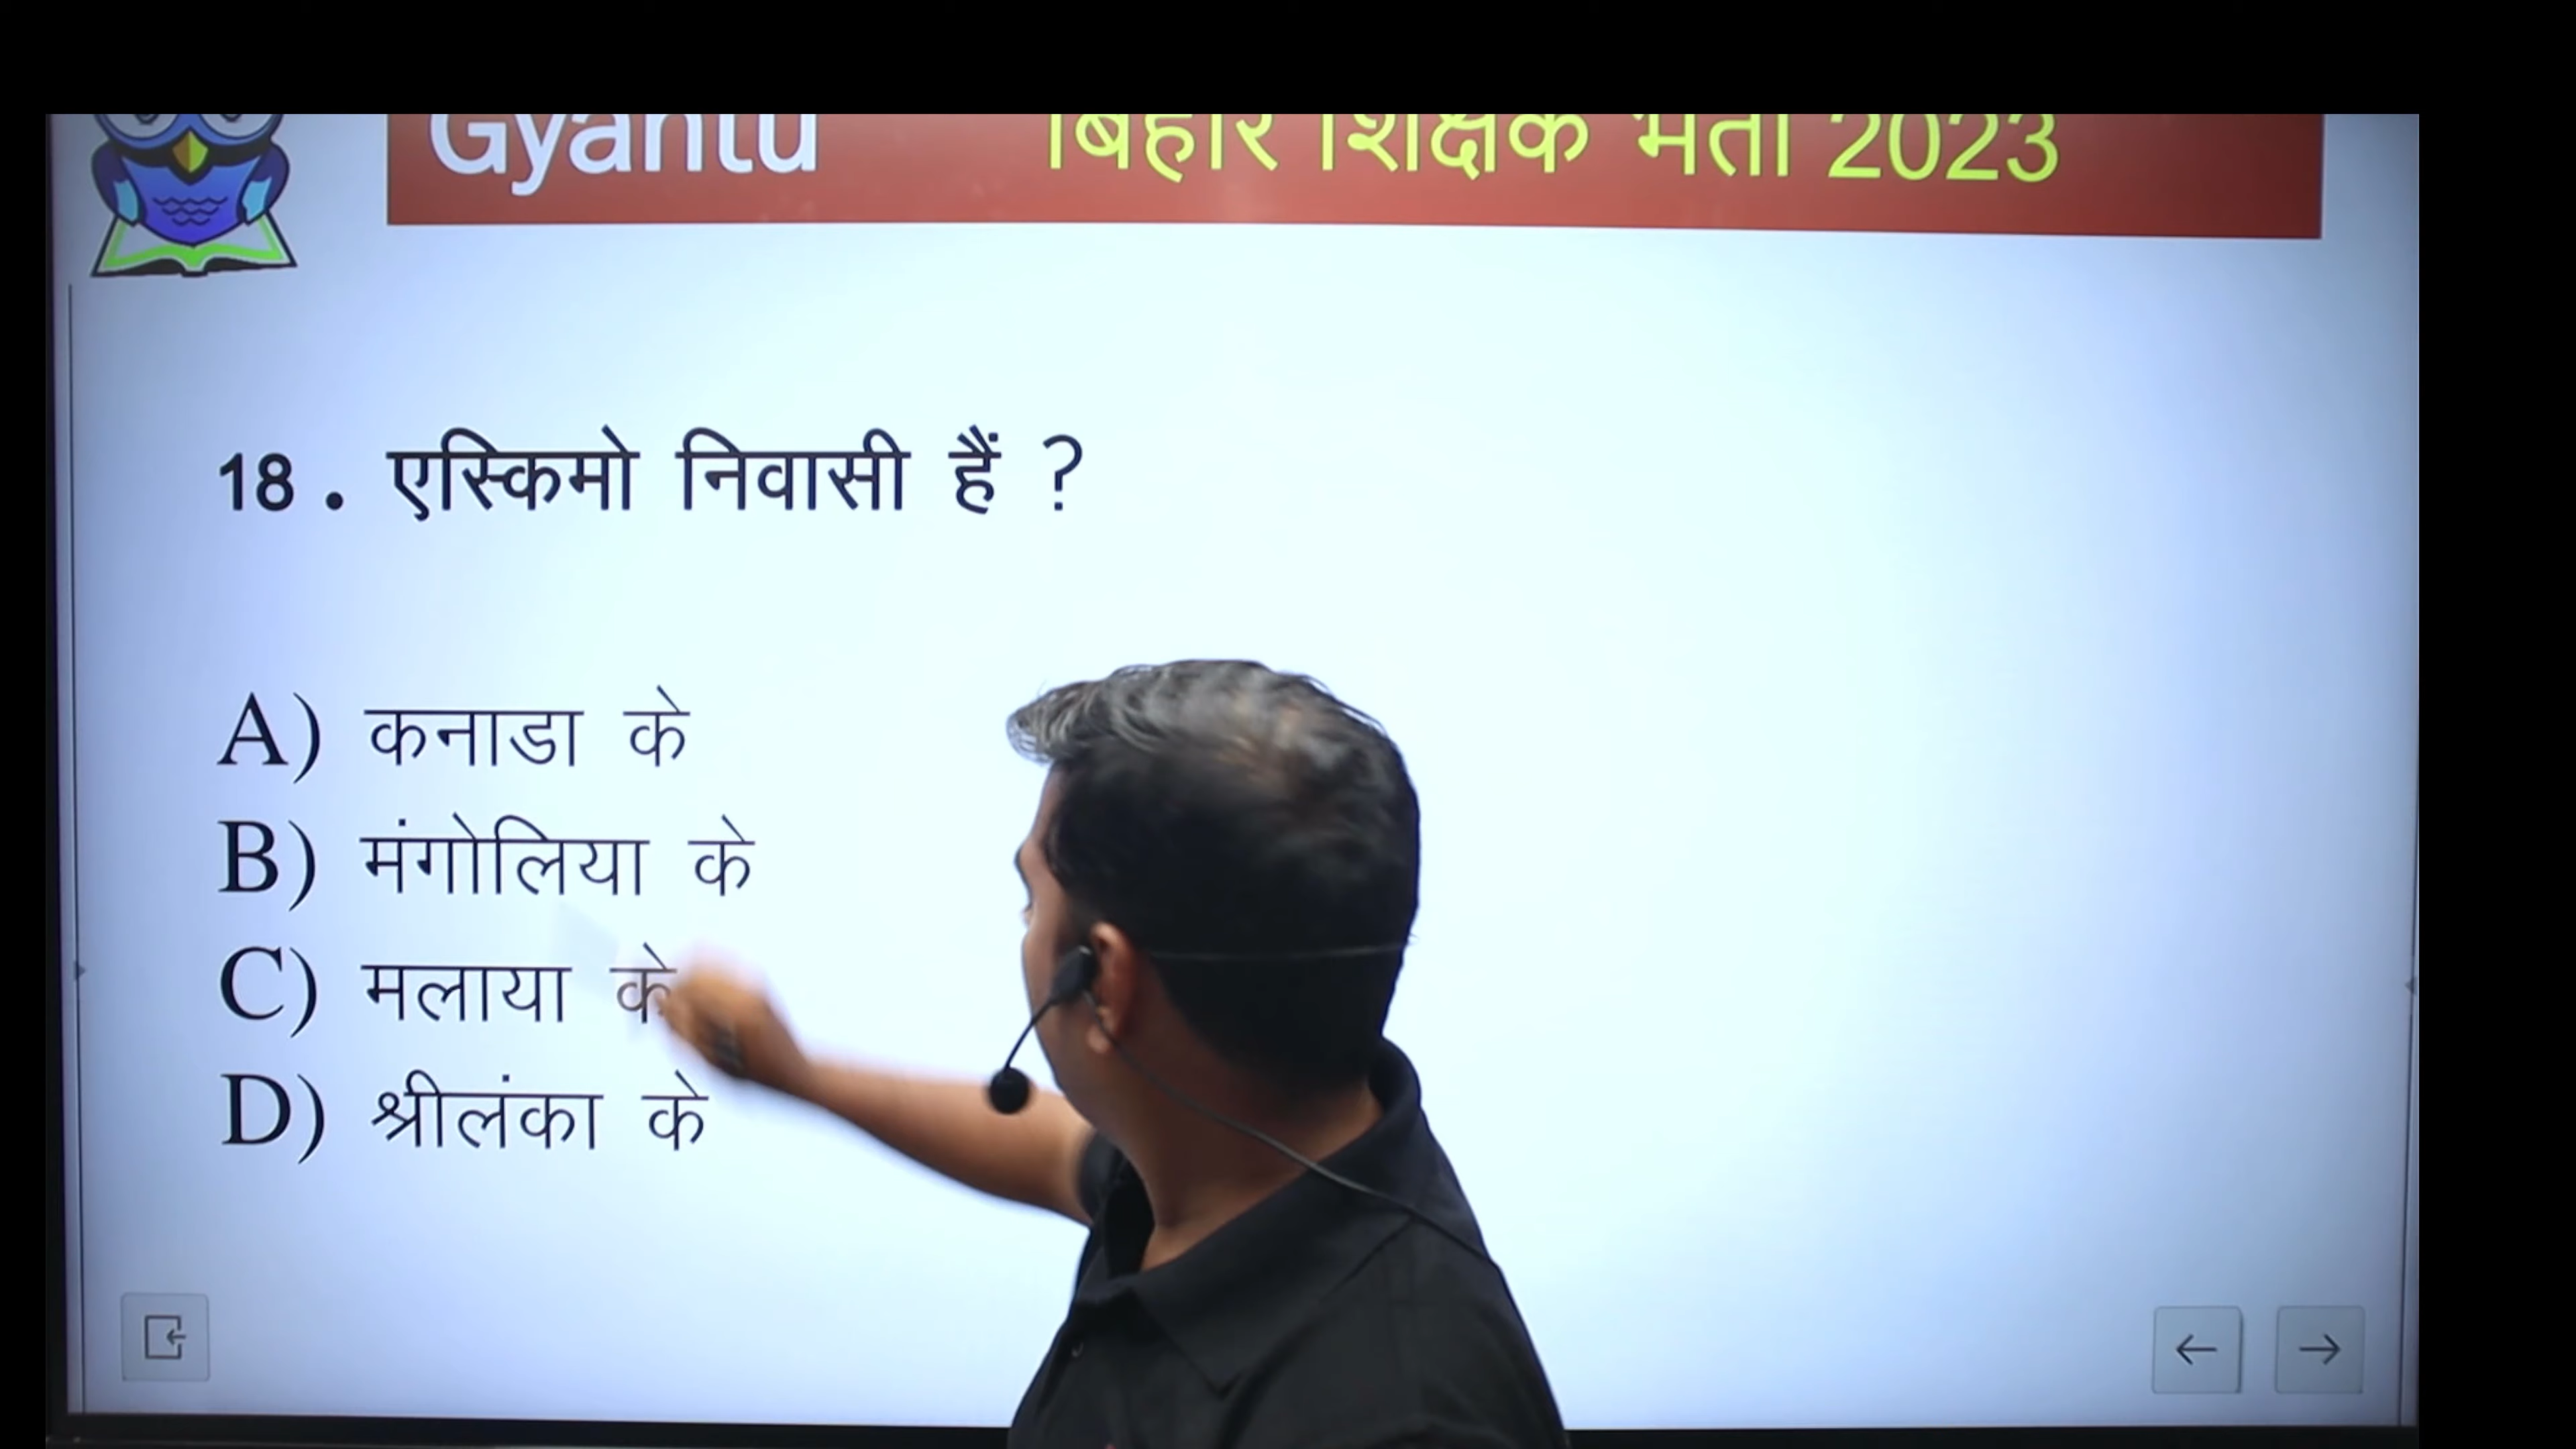 Gyantu बिहार शिक्षक भर्ती 2023
18 . एस्किमो निवासी हैं ?
A) कनाडा के
B) मंगोलिया के
C) मलाया के
D) श्रीलंका के